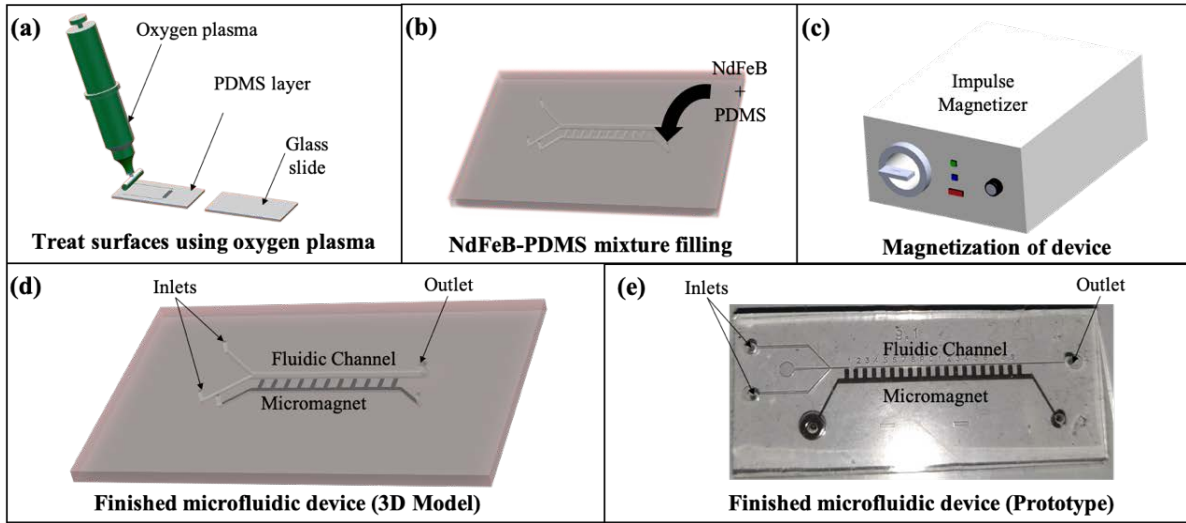 (a)
Oxygen plasma
PDMS layer
Glass
slide
Treat surfaces using oxygen plasma
(b)
NdFeB
+
PDMS
NdFeB-PDMS mixture filling
(c)
Impulse
Magnetizer
Magnetization of device
(d)
Inlets
Outlet
Fluidic Channel
Micromagnet
Finished microfluidic device (3D Model)
(e)
Inlets
Outlet
Fluidic Channel
Micromagnet
Finished microfluidic device (Prototype)